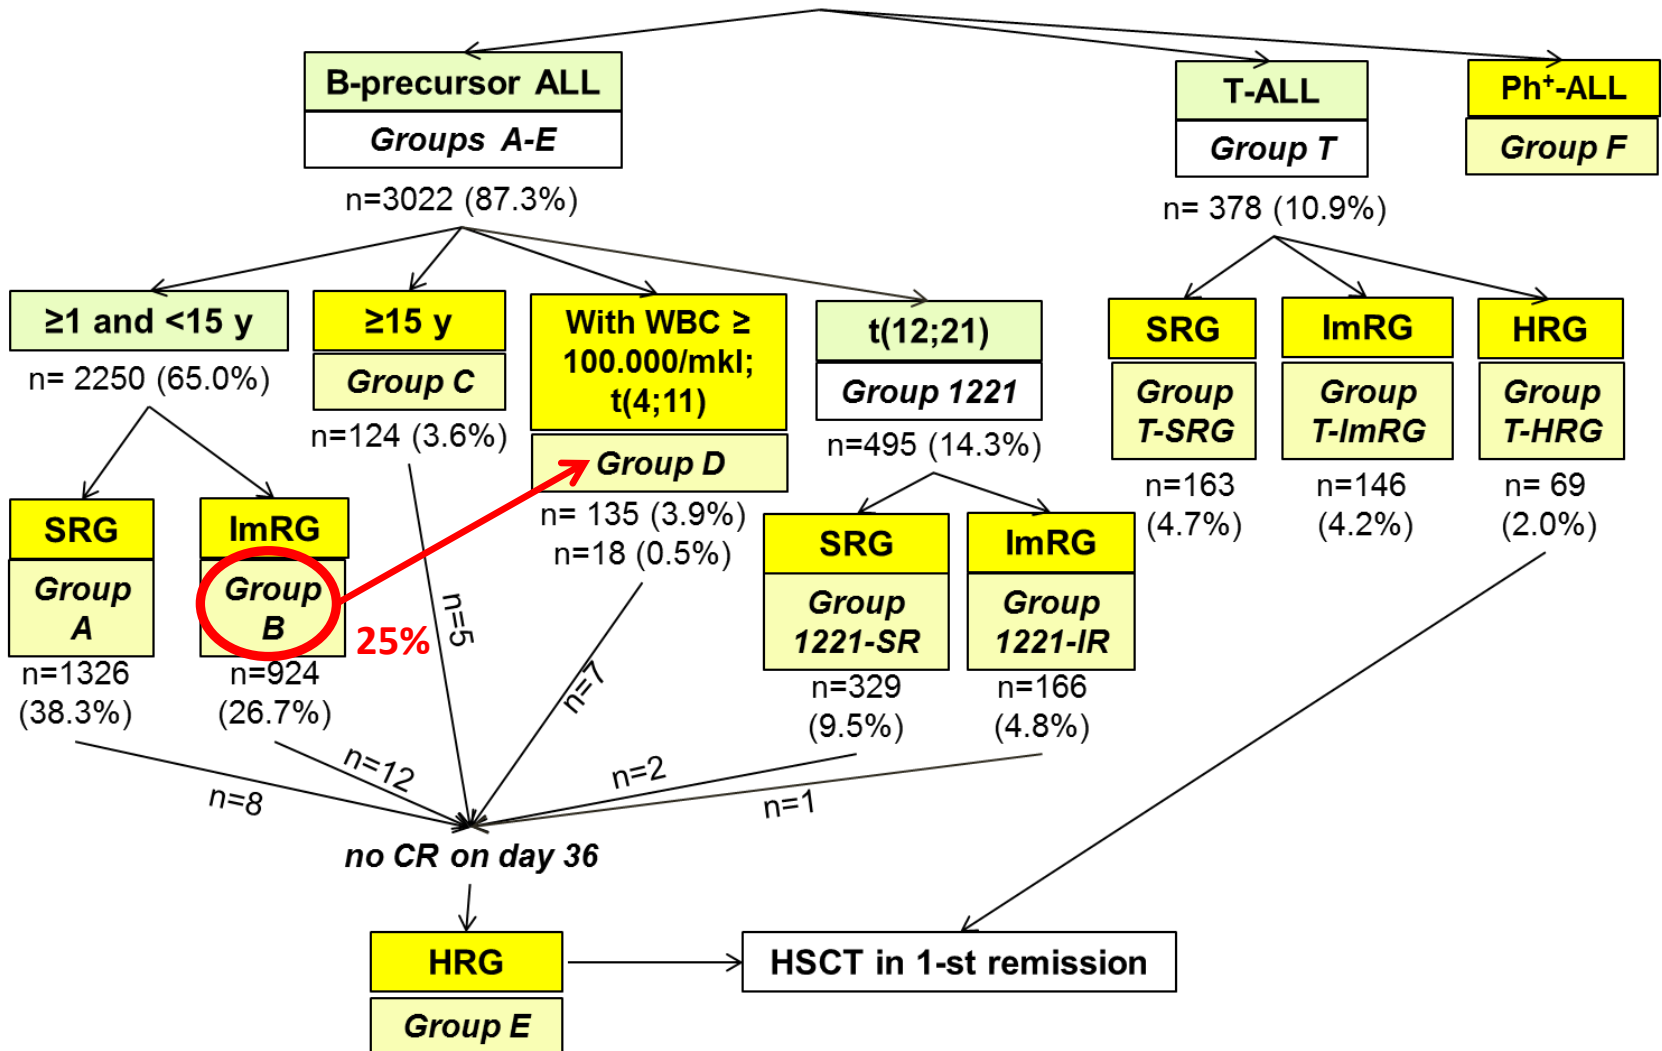 B-precursor ALL
Groups A-E
n=3022 (87.3%)
T-ALL
Group T
n= 378 (10.9%)
Ph⁺-ALL
Group F
≥1 and <15 y
n= 2250 (65.0%)
≥15 y
Group C
n=124 (3.6%)
With WBC ≥
100.000/mkl;
t(4;11)
Group D
n= 135 (3.9%)
n=18 (0.5%)
t(12;21)
Group 1221
n=495 (14.3%)
SRG
Group
T-SRG
n=163
(4.7%)
ImRG
Group
T-ImRG
n=146
(4.2%)
HRG
Group
T-HRG
n= 69
(2.0%)
SRG
Group
A
n=1326
(38.3%)
ImRG
Group
B
n=924
(26.7%)
25%
SRG
Group
1221-SR
n=329
(9.5%)
ImRG
Group
1221-IR
n=166
(4.8%)
n=8
n=12
n=5
n=7
n=2
n=1
no CR on day 36
HRG
Group E
HSCT in 1-st remission